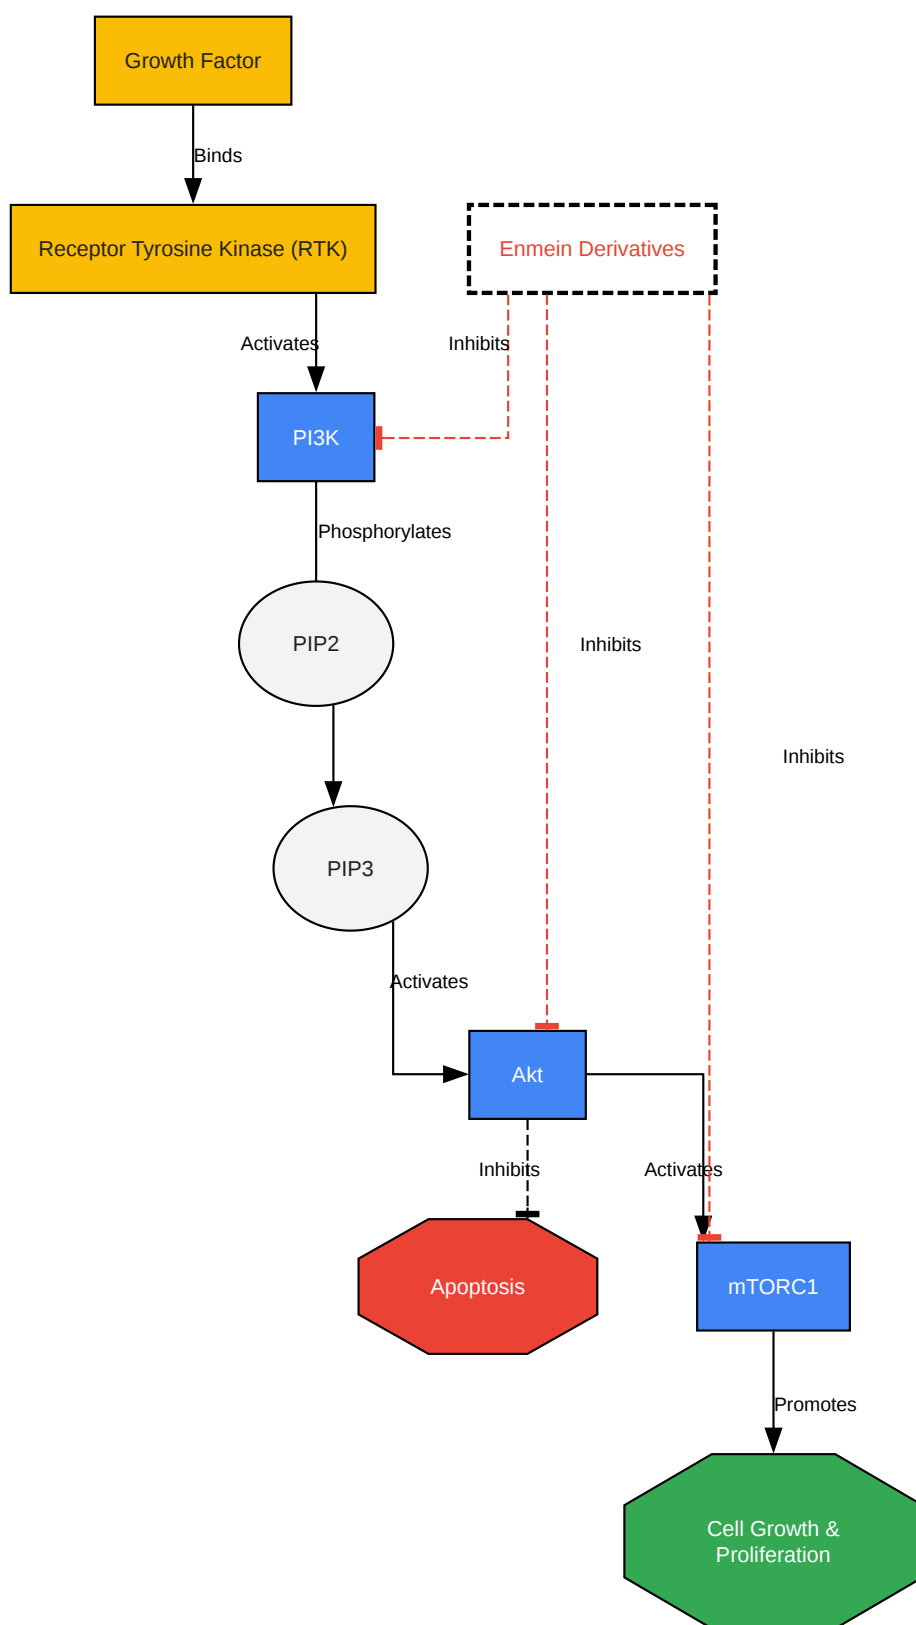 Growth Factor
Binds
Receptor Tyrosine Kinase (RTK)
Enmein Derivatives
Activates
Inhibits
PI3K
Phosphorylates
PIP2
Inhibits
Inhibits
PIP3
Activates
Akt
Inhibits
Activates
Apoptosis
mTORC1
Promotes
Cell Growth &
Proliferation